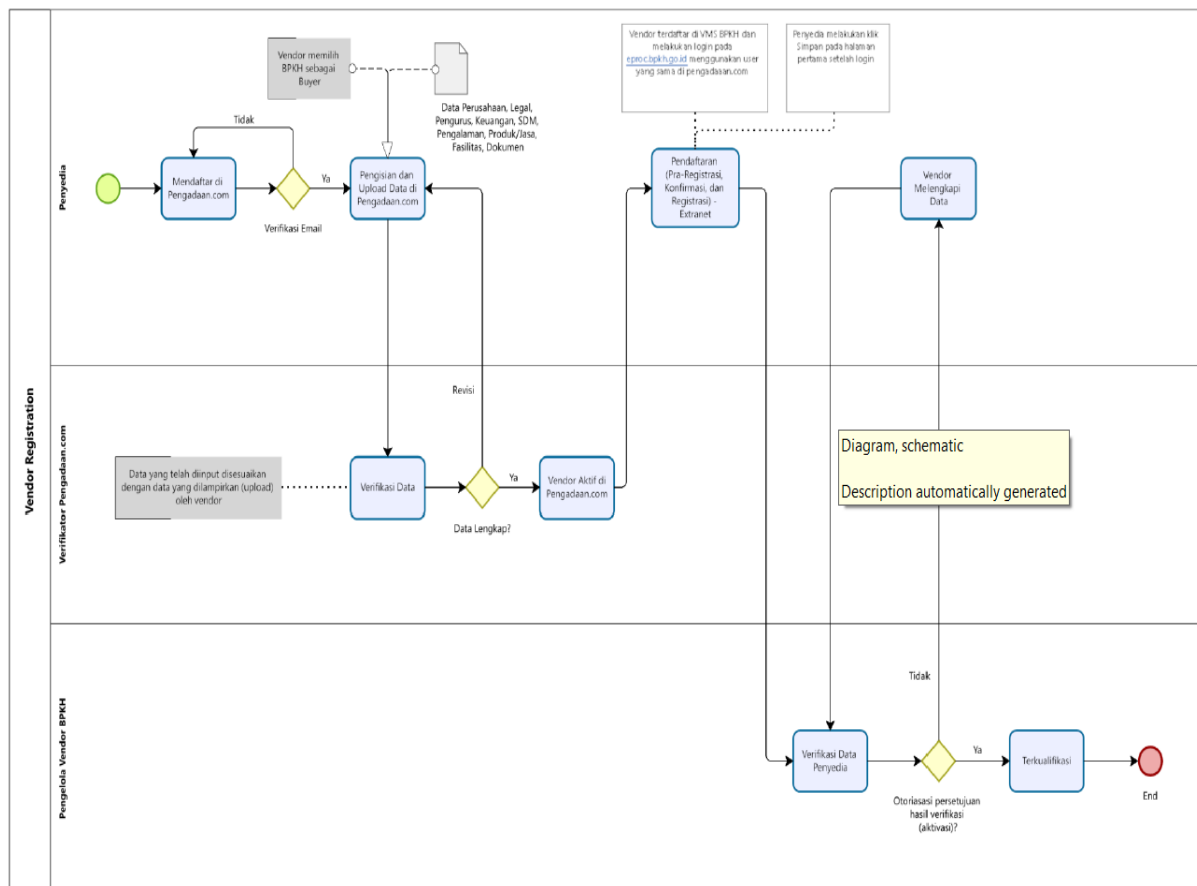 Vendor Registration
Penyedia
Vendor memilih
BPKH sebagai
Buyer
Data Perusahaan, Legal,
Pengurus, Keuangan, SDM,
Pengalaman, Produk/Jasa,
Fasilitas, Dokumen
Vendor terdaftar di VMS BPKH dan
melakukan login pada
eproc.bpkh.go.id menggunakan user
yang sama di pengadaaan.com
Penyedia melakukan klik
Simpan pada halaman
pertama setelah login
Tidak
Mendaftar di
Pengadaan.com
Verifikasi Email
Ya
Pengisian dan
Upload Data di
Pengadaan.com
Pendaftaran
(Pra-Registrasi,
Konfirmasi, dan
Registrasi) -
Extranet
Vendor
Melengkapi
Data
Verifikator Pengadaan.com
Revisi
Data yang telah diinput disesuaikan
dengan data yang dilampirkan (upload)
oleh vendor
Verifikasi Data
Data Lengkap?
Ya
Vendor Aktif di
Pengadaan.com
Diagram, schematic
Description automatically generated
Pengelola Vendor BPKH
Tidak
Verifikasi Data
Penyedia
Otoriasasi persetujuan
hasil verifikasi
(aktivasi)?
Ya
Terkualifikasi
End